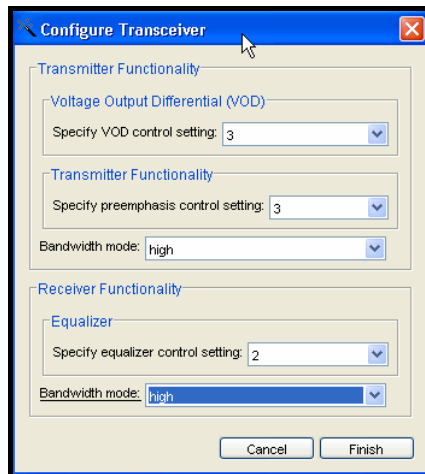 Configure Transceiver
Transmitter Functionality
Voltage Output Differential (VOD)
Specify VOD control setting: 3
Transmitter Functionality
Specify preemphasis control setting: 3
Bandwidth mode: high
Receiver Functionality
Equalizer
Specify equalizer control setting: 2
Bandwidth mode: high
Cancel Finish